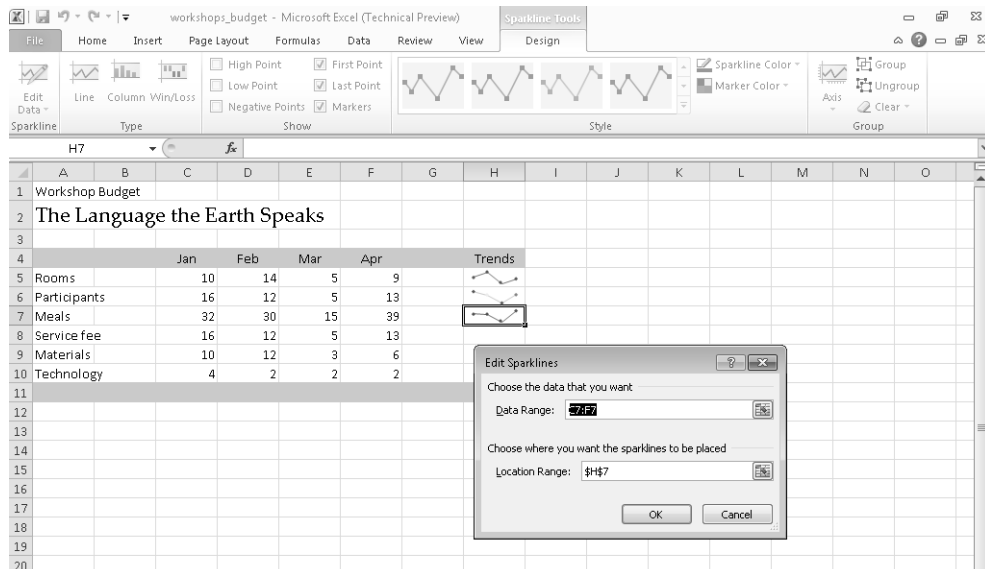 workshops_budget - Microsoft Excel (Technical Preview)
Sparkline Tools
File Home Insert Page Layout Formulas Data Review View Design
Edit Data
Line
Column
Win/Loss
High Point
Low Point
Negative Points
First Point
Last Point
Markers
Sparkline Color
Marker Color
Axis
Group
Ungroup
Clear
Sparkline Type Show Style Group
H7 fx
A B C D E F G H I J K L M N O
1 Workshop Budget
2 The Language the Earth Speaks
3
4 Jan Feb Mar Apr Trends
5 Rooms 10 14 5 9
6 Participants 16 12 5 13
7 Meals 32 30 15 39
8 Service fee 16 12 5 13
9 Materials 10 12 3 6
10 Technology 4 2 2 2
11
12
13
14
15
16
17
18
19
20
Edit Sparklines
Choose the data that you want
Data Range: C7:F7
Choose where you want the sparklines to be placed
Location Range: $H$7
OK Cancel